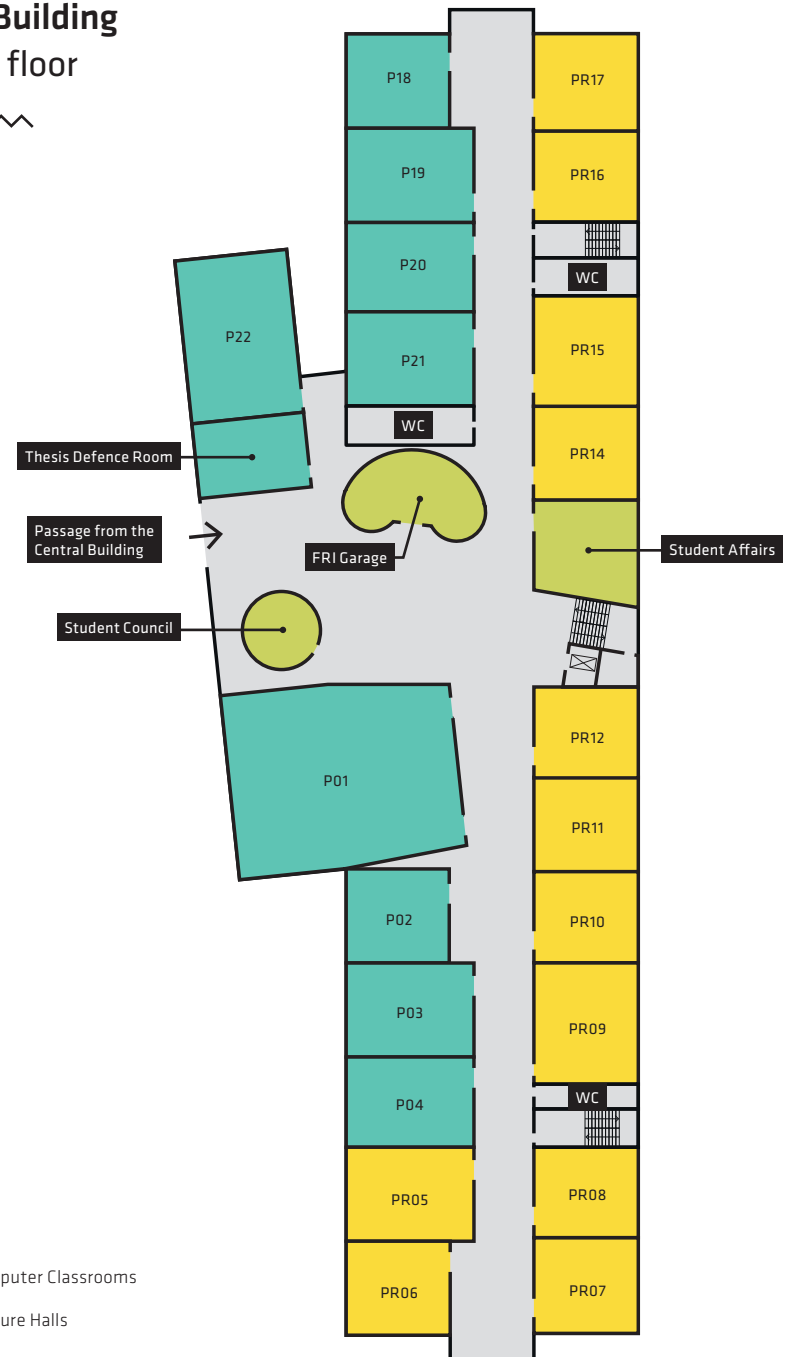 Building
floor
P18
PR17
P19
PR16
P20
WC
P22
P21
PR15
WC
PR14
Thesis Defence Room
Passage from the
Central Building
FRI Garage
Student Affairs
Student Council
PR12
P01
PR11
P02
PR10
P03
PR09
P04
WC
PR05
PR08
PR06
PR07
puter Classrooms
ure Halls